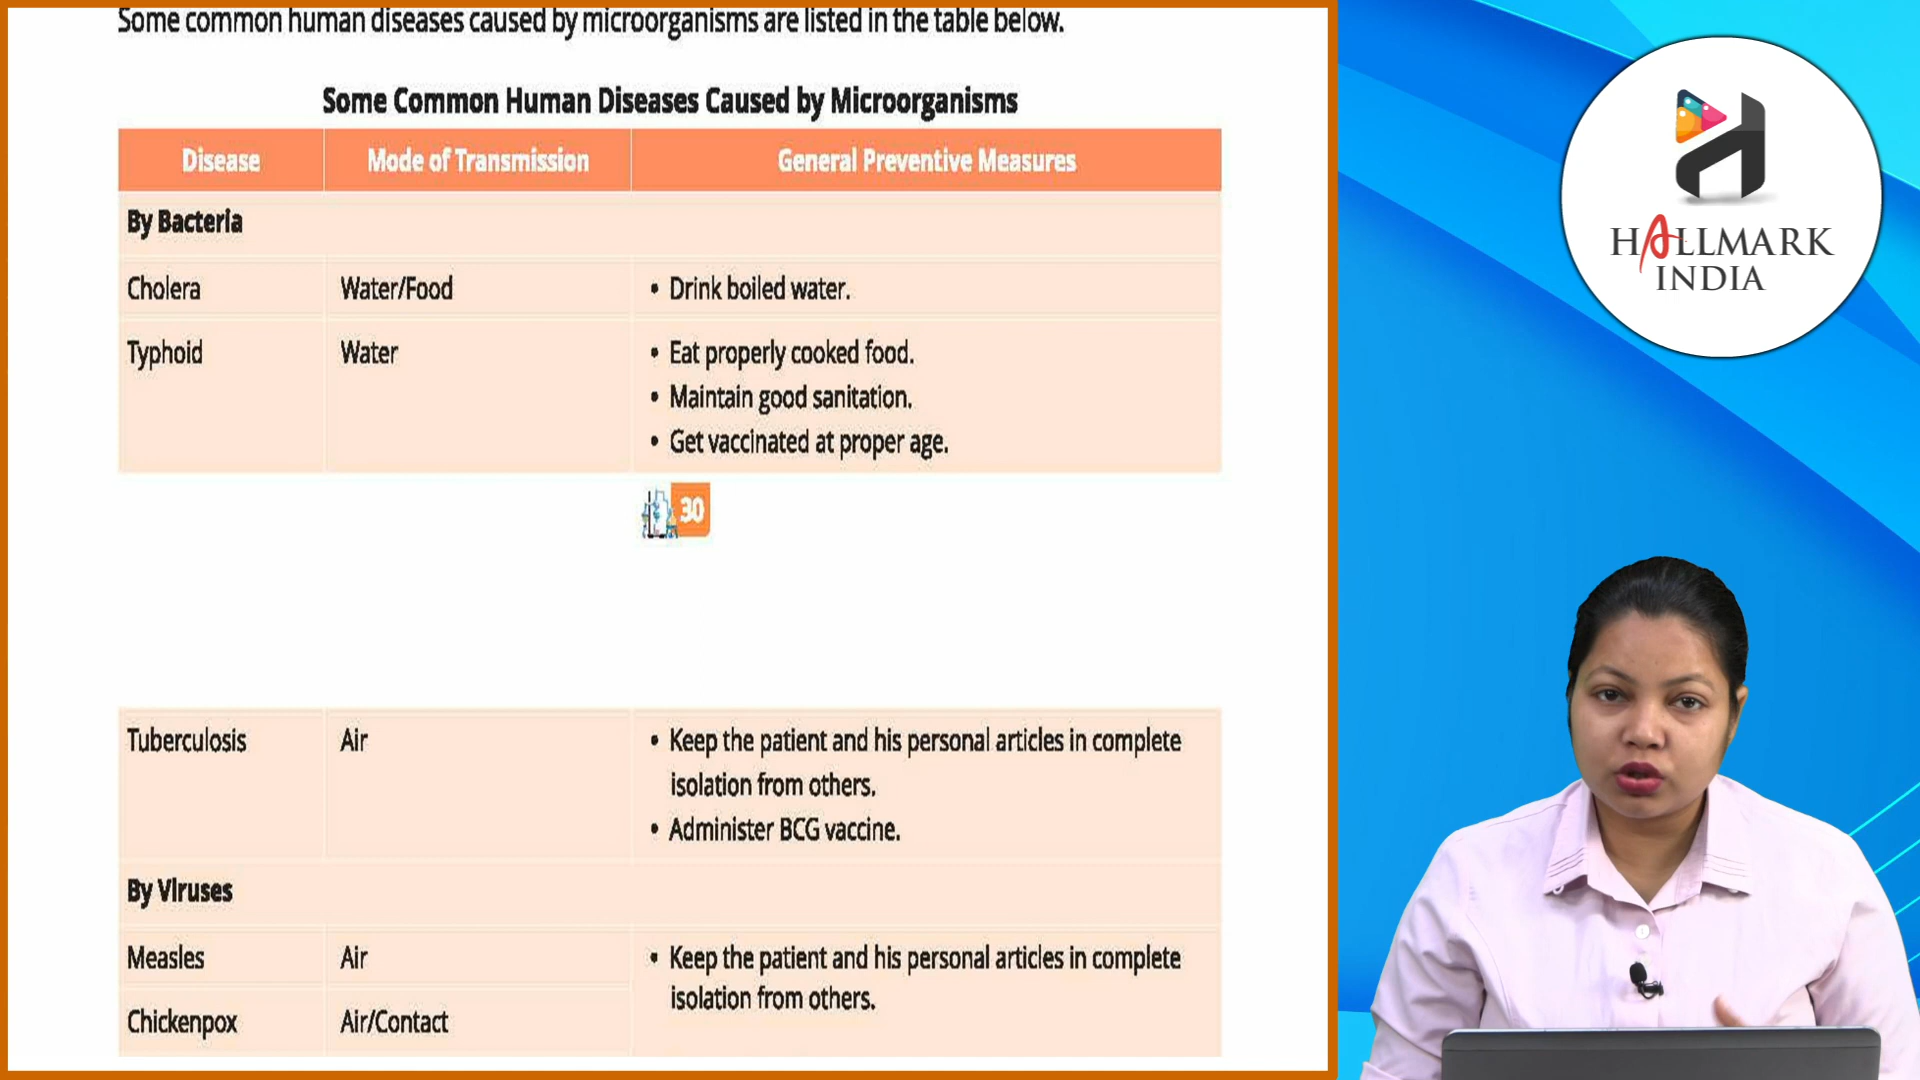 Some common human diseases caused by microorganisms are listed in the table below.
Some Common Human Diseases Caused by Microorganisms
Disease Mode of Transmission General Preventive Measures
By Bacteria
Cholera Water/Food • Drink boiled water.
Typhoid Water • Eat properly cooked food.
• Maintain good sanitation.
• Get vaccinated at proper age.
30
Tuberculosis Air • Keep the patient and his personal articles in complete
isolation from others.
• Administer BCG vaccine.
By Viruses
Measles Air • Keep the patient and his personal articles in complete
isolation from others.
Chickenpox Air/Contact
HALLMARK
INDIA